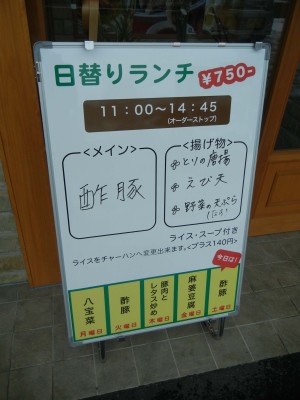 日替りランチ
¥750-
11:00〜14:45
(オーダーストップ)
<メイン>
酢豚
<揚げ物>
とりの唐揚
えび天
野菜の天ぷら
ライス・スープ付き
ライスをチャーハンへ変更出来ます。<プラス140円>
今日は!
八宝菜
月曜日
酢豚
火曜日
豚肉と
レタス炒め
木曜日
麻婆豆腐
金曜日
酢豚
土曜日